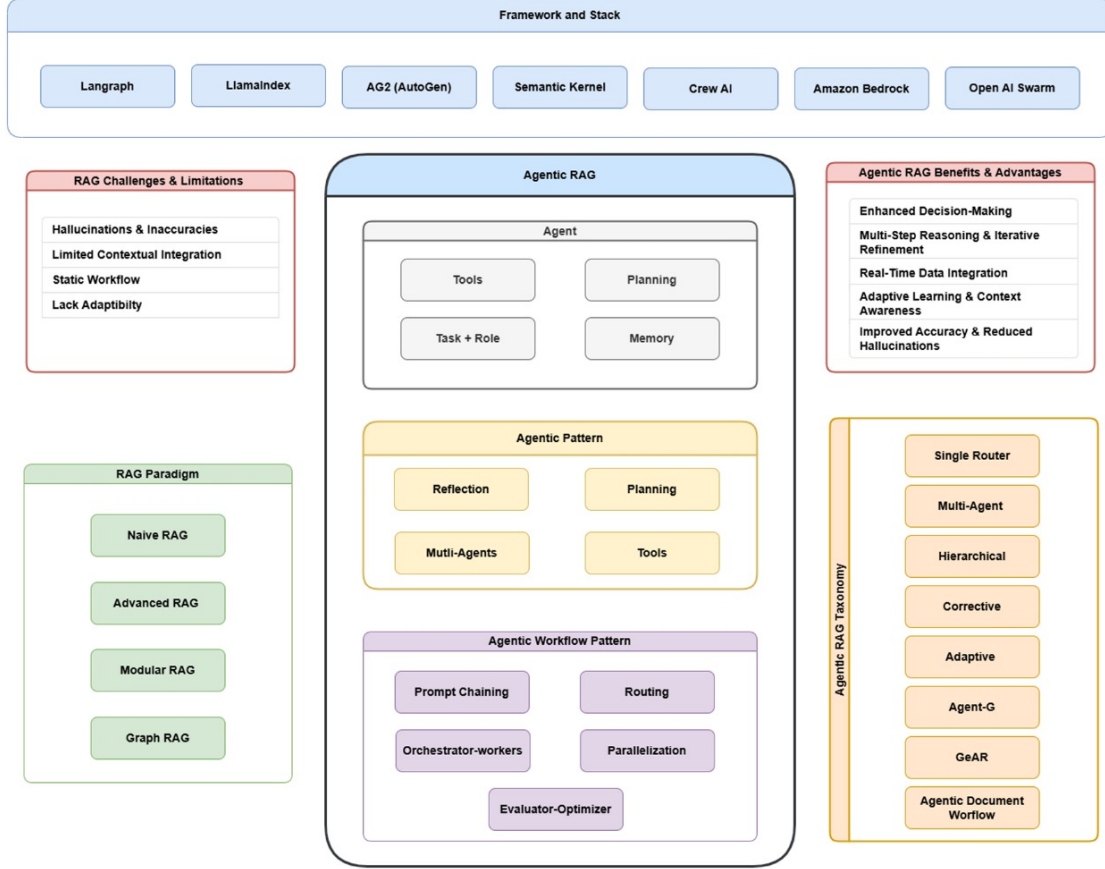 Framework and Stack
Langraph
LlamaIndex
AG2 (AutoGen)
Semantic Kernel
Crew AI
Amazon Bedrock
Open AI Swarm
RAG Challenges & Limitations
Hallucinations & Inaccuracies
Limited Contextual Integration
Static Workflow
Lack Adaptibilty
RAG Paradigm
Naive RAG
Advanced RAG
Modular RAG
Graph RAG
Agentic RAG
Agent
Tools
Planning
Task + Role
Memory
Agentic Pattern
Reflection
Planning
Mutli-Agents
Tools
Agentic Workflow Pattern
Prompt Chaining
Routing
Orchestrator-workers
Parallelization
Evaluator-Optimizer
Agentic RAG Benefits & Advantages
Enhanced Decision-Making
Multi-Step Reasoning & Iterative
Refinement
Real-Time Data Integration
Adaptive Learning & Context
Awareness
Improved Accuracy & Reduced
Hallucinations
Agentic RAG Taxonomy
Single Router
Multi-Agent
Hierarchical
Corrective
Adaptive
Agent-G
GeAR
Agentic Document
Worflow